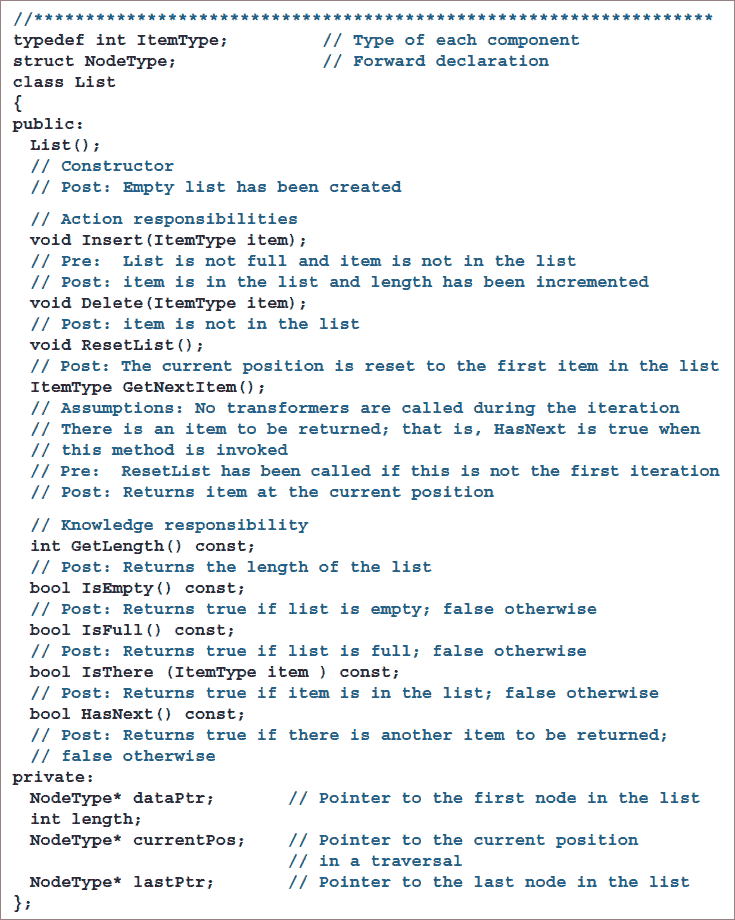 //******************************************************************
typedef int ItemType;         // Type of each component
struct NodeType;              // Forward declaration
class List
{
public:
  List();
  // Constructor
  // Post: Empty list has been created
  // Action responsibilities
  void Insert(ItemType item);
  // Pre:  List is not full and item is not in the list
  // Post: item is in the list and length has been incremented
  void Delete(ItemType item);
  // Post: item is not in the list
  void ResetList();
  // Post: The current position is reset to the first item in the list
  ItemType GetNextItem();
  // Assumptions: No transformers are called during the iteration
  // There is an item to be returned; that is, HasNext is true when
  // this method is invoked
  // Pre:  ResetList has been called if this is not the first iteration
  // Post: Returns item at the current position
  // Knowledge responsibility
  int GetLength() const;
  // Post: Returns the length of the list
  bool IsEmpty() const;
  // Post: Returns true if list is empty; false otherwise
  bool IsFull() const;
  // Post: Returns true if list is full; false otherwise
  bool IsThere (ItemType item ) const;
  // Post: Returns true if item is in the list; false otherwise
  bool HasNext() const;
  // Post: Returns true if there is another item to be returned;
  // false otherwise
private:
  NodeType* dataPtr;       // Pointer to the first node in the list
  int length;
  NodeType* currentPos;    // Pointer to the current position
                           // in a traversal
  NodeType* lastPtr;       // Pointer to the last node in the list
};